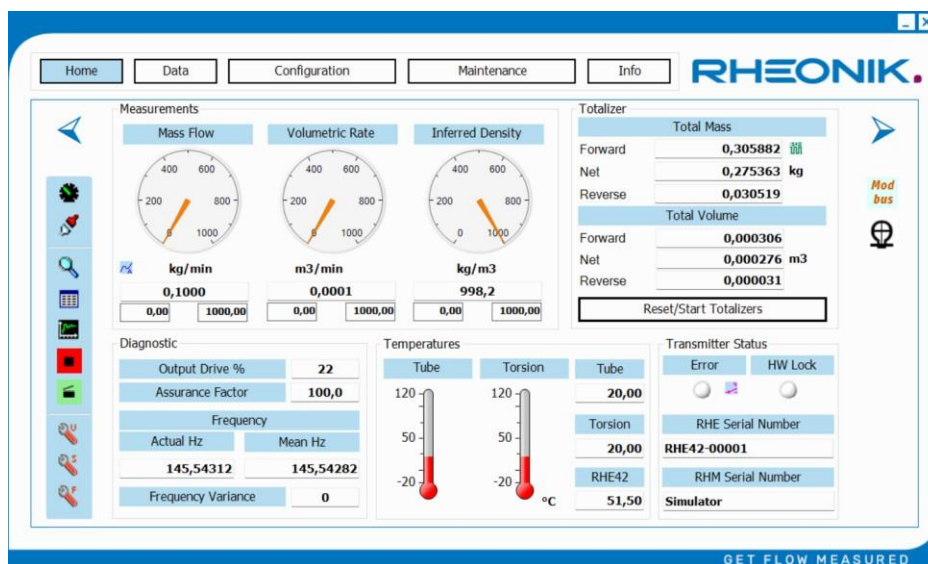 Home Data Configuration Maintenance Info RHEONIK.
Measurements
Mass Flow Volumetric Rate Inferred Density
400 600 400 600 400 600
200 800 200 800 200 800
0 1000 0 1000 0 1000
kg/min m3/min kg/m3
0,1000 0,0001 998,2
0,00 1000,00 0,00 1000,00 0,00 1000,00
Totalizer
Total Mass
Forward 0,305882
Net 0,275363 kg
Reverse 0,030519
Total Volume
Forward 0,000306
Net 0,000276 m3
Reverse 0,000031
Reset/Start Totalizers
Mod
bus
Diagnostic
Output Drive % 22
Assurance Factor 100,0
Frequency
Actual Hz Mean Hz
145,54312 145,54282
Frequency Variance 0
Temperatures
Tube Torsion Tube
120 120 20,00
50 50 Torsion
20,00
-20 -20 RHE42
°C 51,50
Transmitter Status
Error HW Lock
RHE Serial Number
RHE42-00001
RHM Serial Number
Simulator
U
S
F
GET FLOW MEASURED